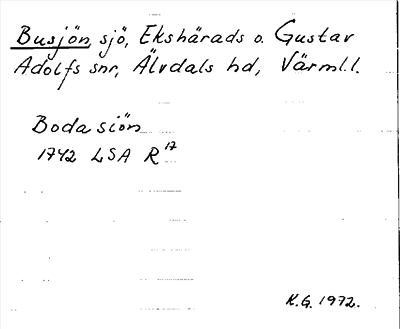 Busjön, sjö, Ekshärads o. Gustav
Adolfs snr, Älvdals hd, Värml.l.
Boda siön
1742 LSA R17
K.G. 1972.